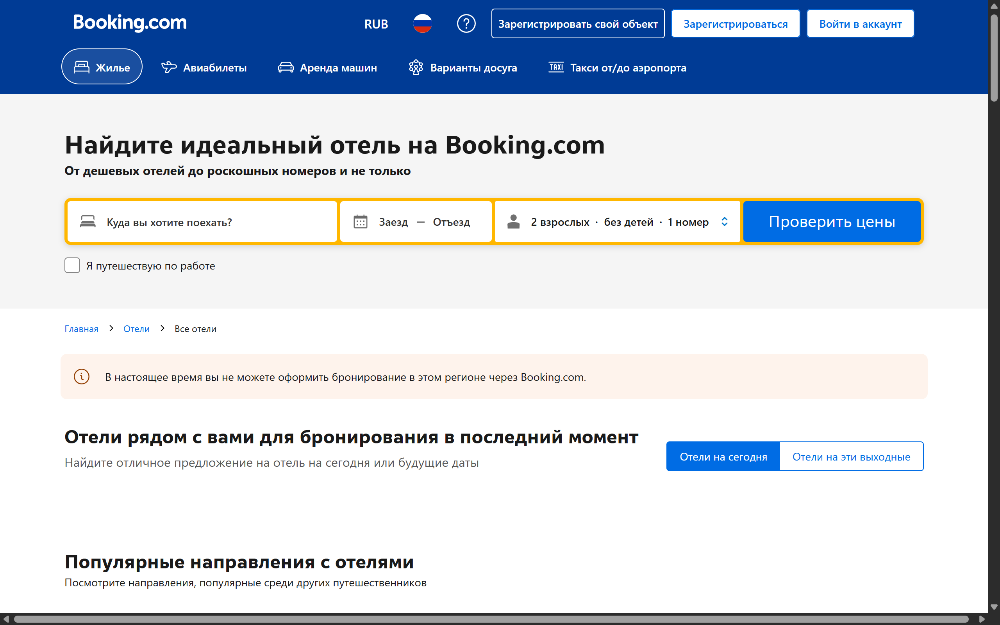 Booking.com
RUB
Зарегистрировать свой объект
Зарегистрироваться
Войти в аккаунт
Жилье
Авиабилеты
Аренда машин
Варианты досуга
TAXI
Такси от/до аэропорта
Найдите идеальный отель на Booking.com
От дешевых отелей до роскошных номеров и не только
Куда вы хотите поехать?
Заезд — Отъезд
2 взрослых · без детей · 1 номер
Проверить цены
Я путешествую по работе
Главная
Отели
Все отели
В настоящее время вы не можете оформить бронирование в этом регионе через Booking.com.
Отели рядом с вами для бронирования в последний момент
Найдите отличное предложение на отель на сегодня или будущие даты
Отели на сегодня
Отели на эти выходные
Популярные направления с отелями
Посмотрите направления, популярные среди других путешественников